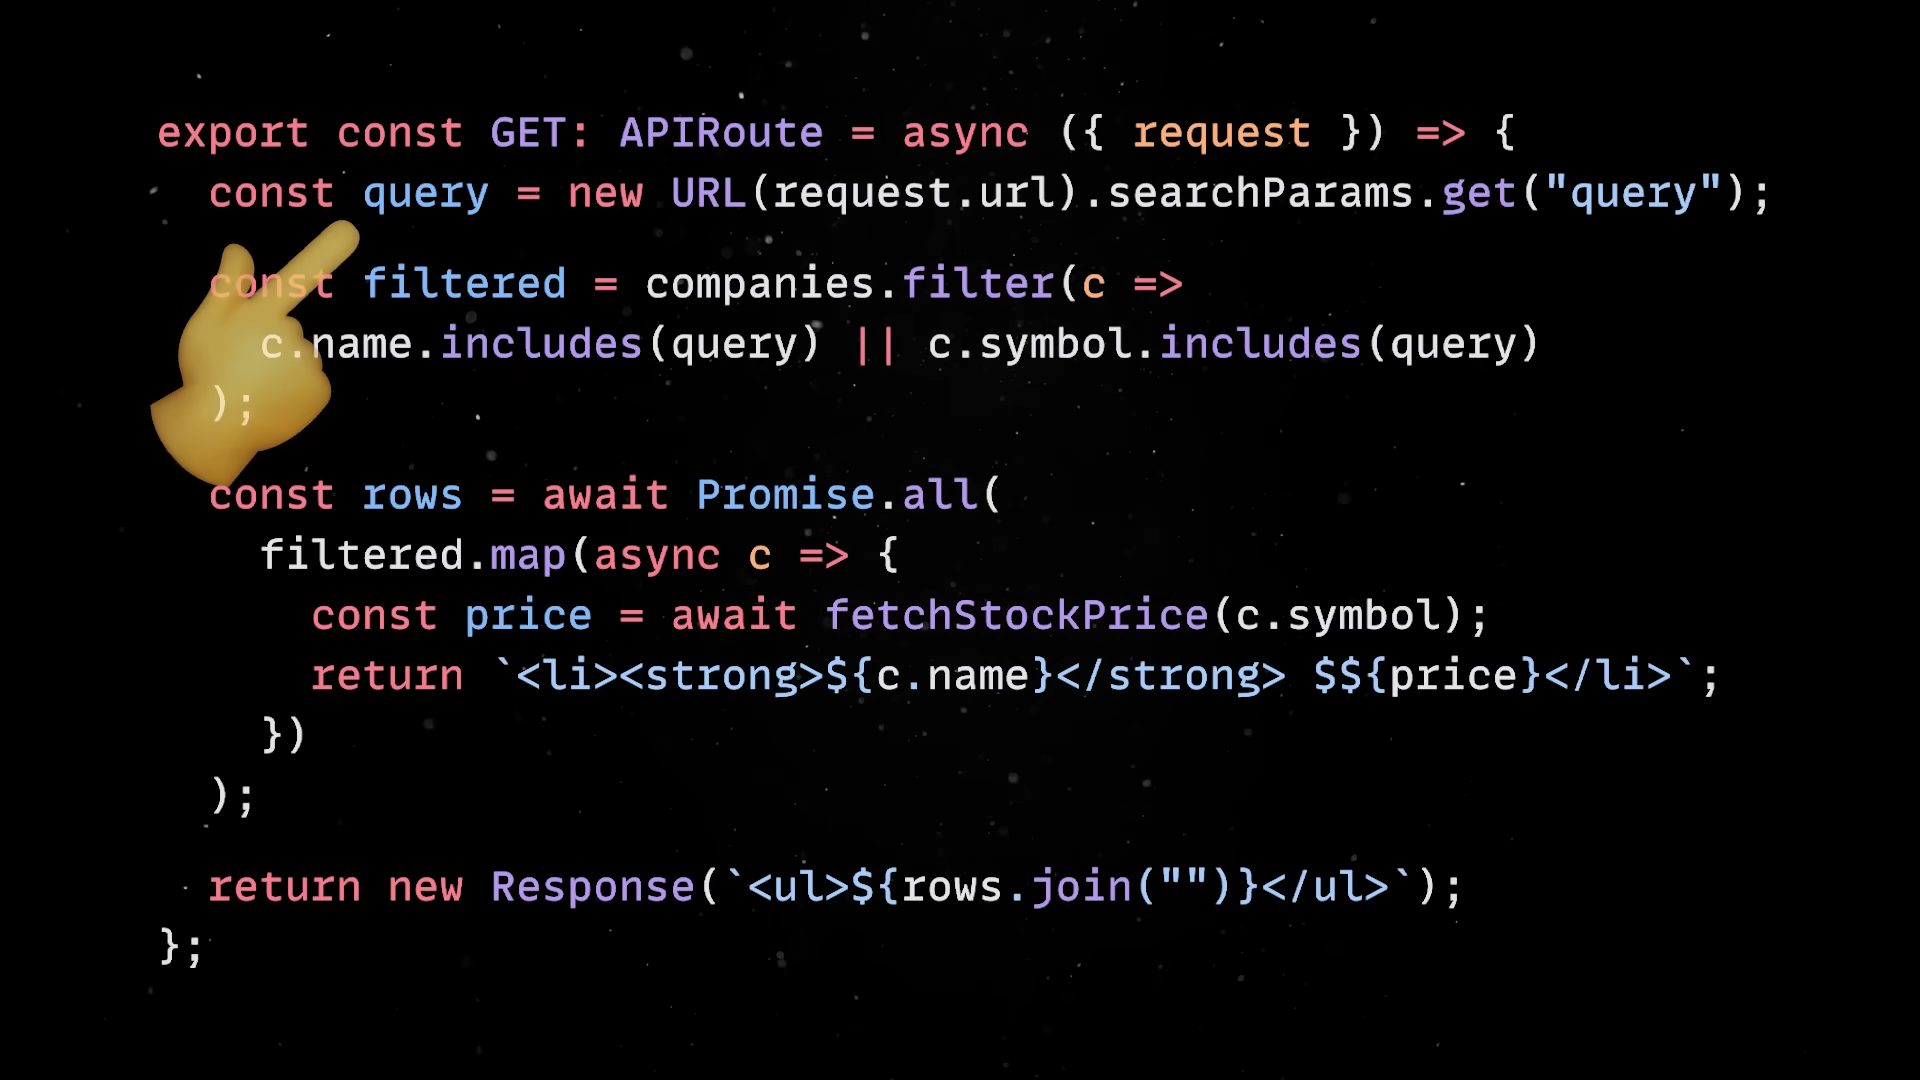 export const GET: APIRoute = async ({ request }) => {
const query = new URL(request.url).searchParams.get("query");
const filtered = companies.filter(c =>
c.name.includes(query) || c.symbol.includes(query)
);
const rows = await Promise.all(
filtered.map(async c => {
const price = await fetchStockPrice(c.symbol);
return `<li><strong>${c.name}</strong> $${price}</li>`;
})
);
return new Response(`<ul>${rows.join("")}</ul>`);
};